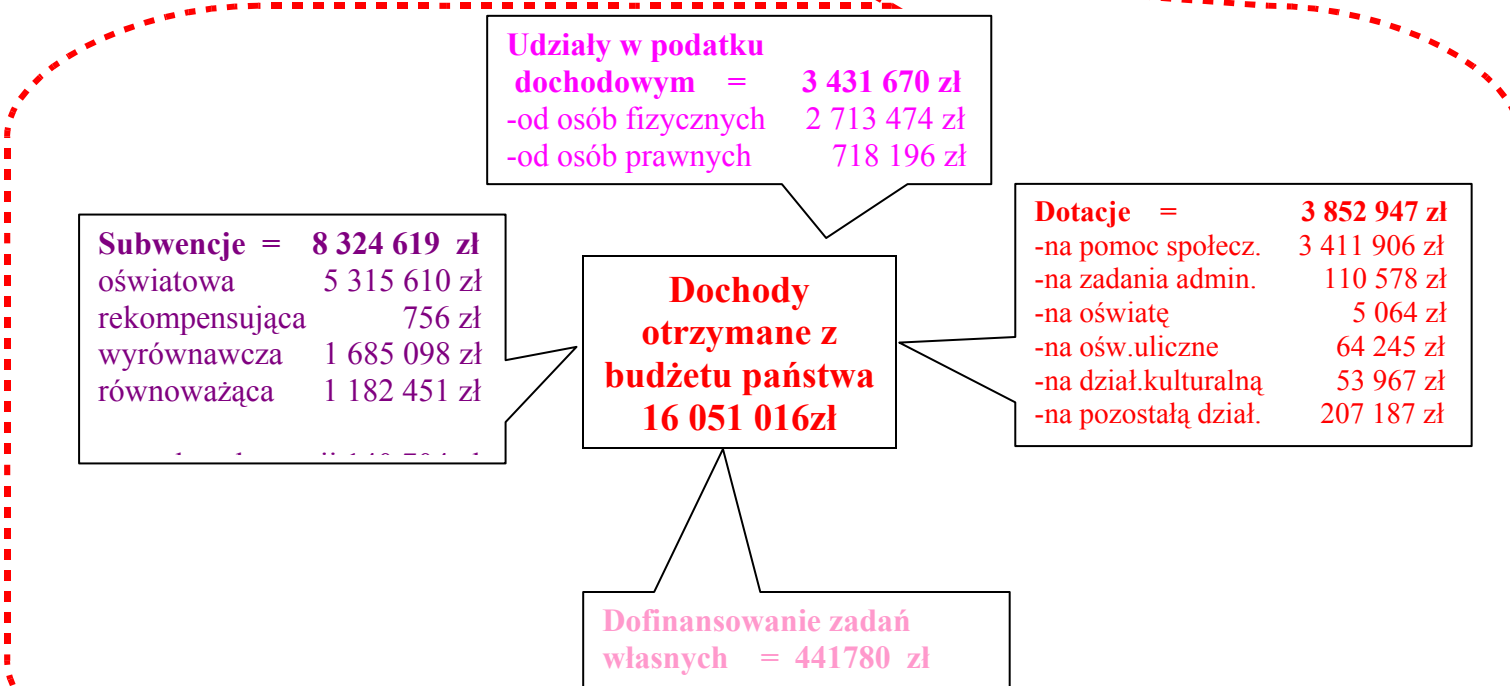 Udziały w podatku
dochodowym = 3 431 670 zł
-od osób fizycznych 2 713 474 zł
-od osób prawnych 718 196 zł
Subwencje = 8 324 619 zł
oświatowa 5 315 610 zł
rekompensująca 756 zł
wyrównawcza 1 685 098 zł
równoważąca 1 182 451 zł
Dochody
otrzymane z
budżetu państwa
16 051 016zł
Dotacje = 3 852 947 zł
-na pomoc społecz. 3 411 906 zł
-na zadania admin. 110 578 zł
-na oświatę 5 064 zł
-na ośw.uliczne 64 245 zł
-na dział.kulturalną 53 967 zł
-na pozostałą dział. 207 187 zł
Dofinansowanie zadań
własnych = 441780 zł